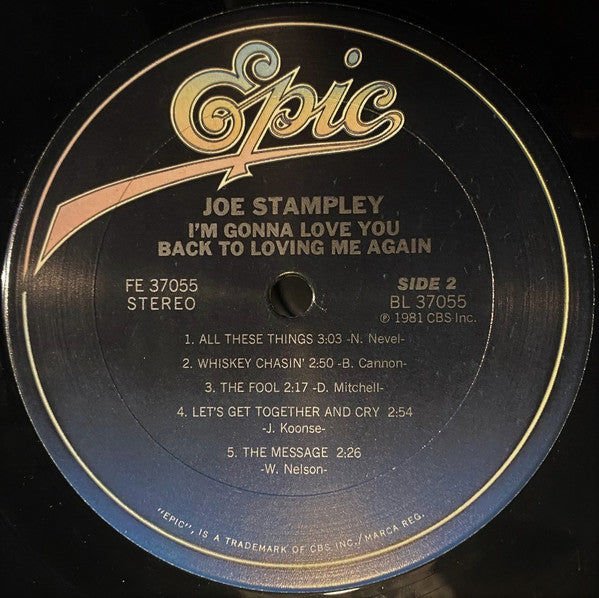 Epic
JOE STAMPLEY
I'M GONNA LOVE YOU
BACK TO LOVING ME AGAIN
FE 37055
STEREO
SIDE 2
BL 37055
℗ 1981 CBS Inc.
1. ALL THESE THINGS 3:03 -N. Nevel-
2. WHISKEY CHASIN' 2:50 -B. Cannon-
3. THE FOOL 2:17 -D. Mitchell-
4. LET'S GET TOGETHER AND CRY 2:54
-J. Koonse-
5. THE MESSAGE 2:26
-W. Nelson-
"EPIC", IS A TRADEMARK OF CBS INC./MARCA REG.